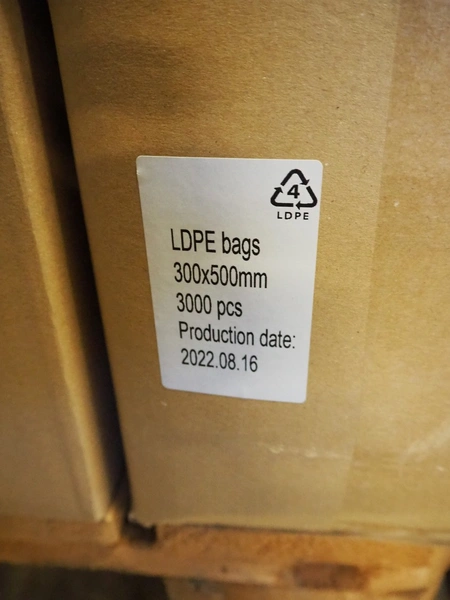 4
LDPE
LDPE bags
300x500mm
3000 pcs
Production date:
2022.08.16